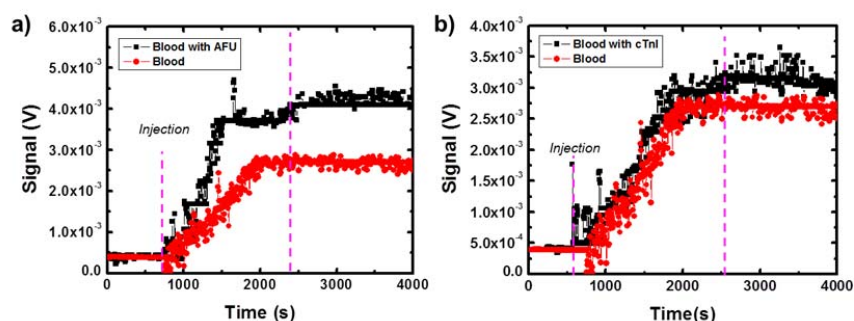 a)
Blood with AFU
Blood
Injection
Signal (V)
6.0x10⁻³
5.0x10⁻³
4.0x10⁻³
3.0x10⁻³
2.0x10⁻³
1.0x10⁻³
0.0
0 1000 2000 3000 4000
Time (s)
b)
Blood with cTnI
Blood
Injection
Signal (V)
4.0x10⁻³
3.5x10⁻³
3.0x10⁻³
2.5x10⁻³
2.0x10⁻³
1.5x10⁻³
1.0x10⁻³
5.0x10⁻⁴
0.0
0 1000 2000 3000 4000
Time(s)